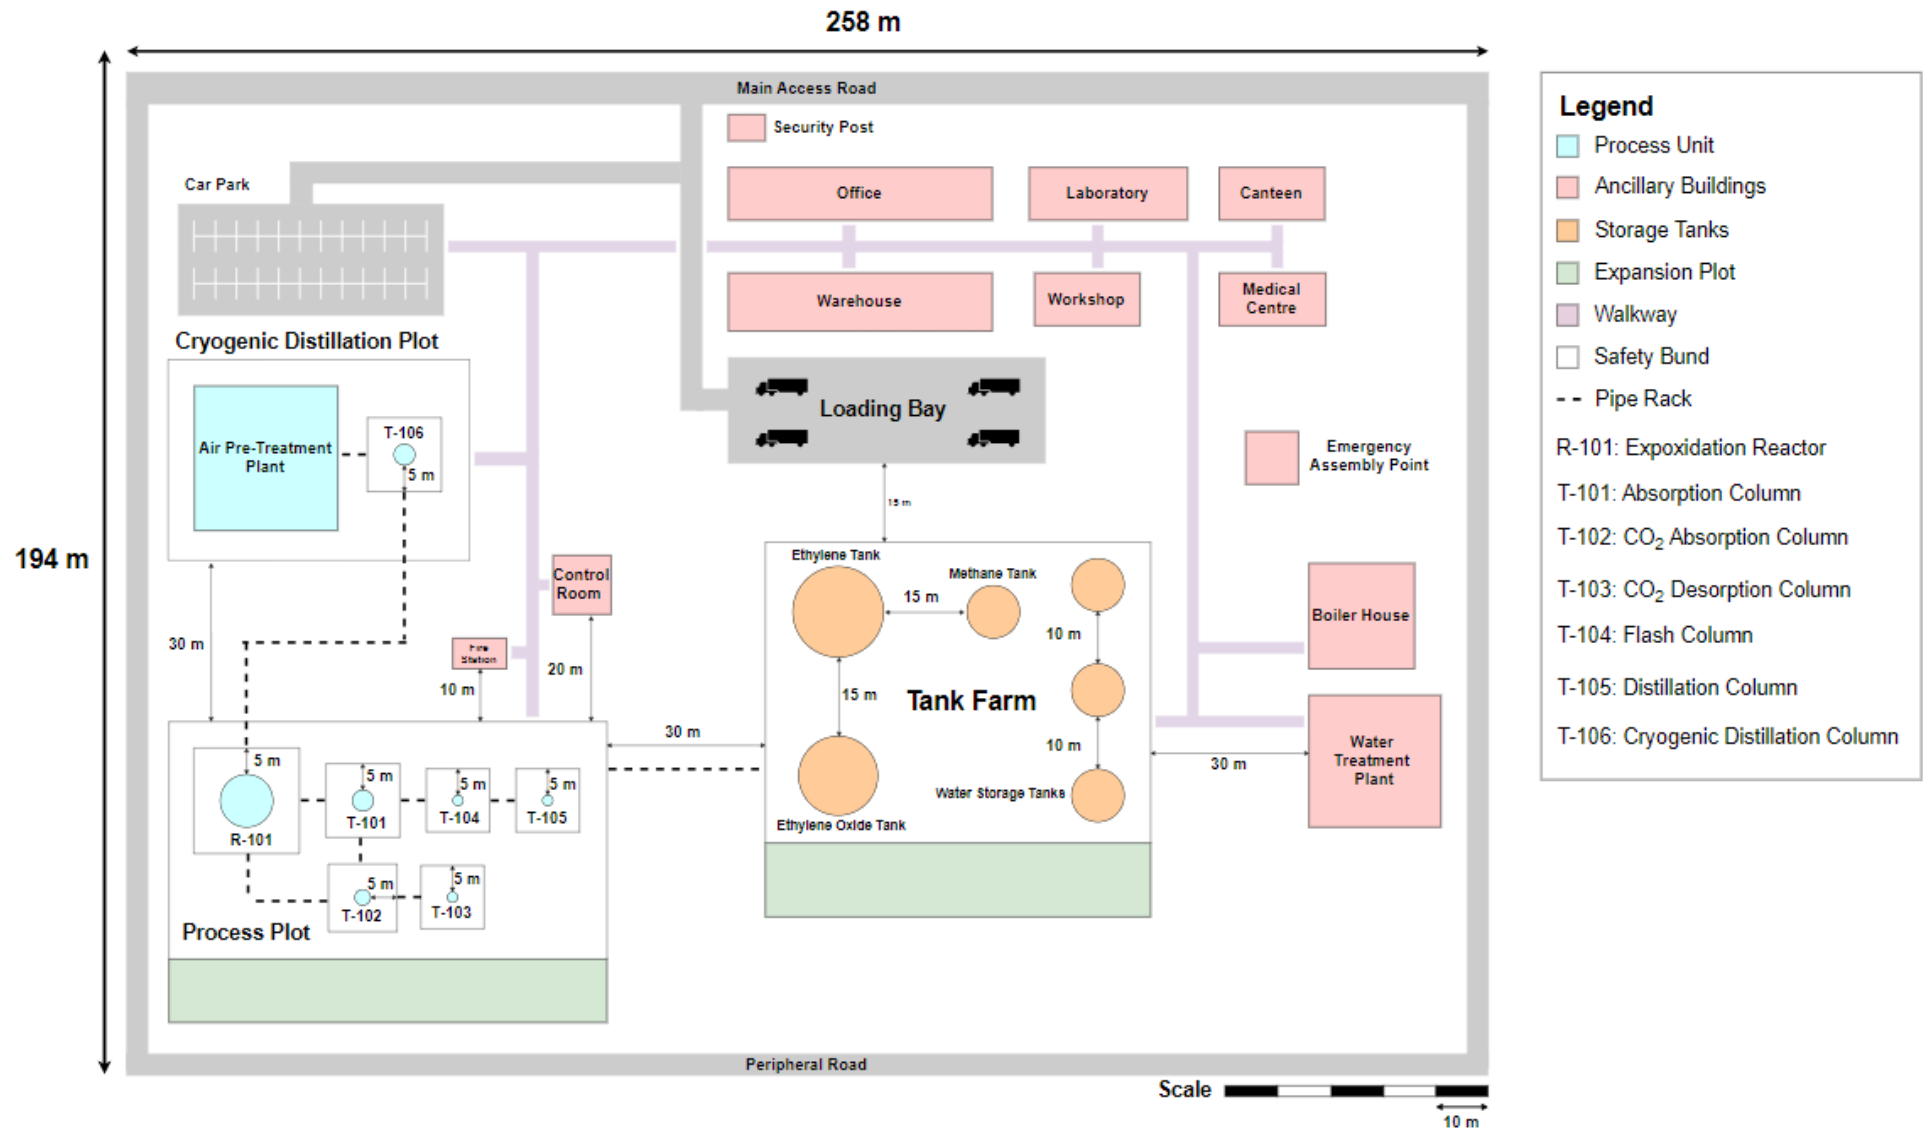 258 m
194 m
Main Access Road
Security Post
Car Park
Office
Laboratory
Canteen
Warehouse
Workshop
Medical
Centre
Cryogenic Distillation Plot
Air Pre-Treatment
Plant
T-106
5 m
Loading Bay
15 m
Emergency
Assembly Point
30 m
Control
Room
Fire
Station
10 m
20 m
Ethylene Tank
Methane Tank
15 m
10 m
15 m
Tank Farm
10 m
Water Storage Tanks
Ethylene Oxide Tank
Boiler House
Water
Treatment
Plant
30 m
30 m
5 m
R-101
5 m
T-101
5 m
T-104
5 m
T-105
5 m
T-102
5 m
T-103
Process Plot
Peripheral Road
Scale
10 m
Legend
Process Unit
Ancillary Buildings
Storage Tanks
Expansion Plot
Walkway
Safety Bund
Pipe Rack
R-101: Expoxidation Reactor
T-101: Absorption Column
T-102: CO₂ Absorption Column
T-103: CO₂ Desorption Column
T-104: Flash Column
T-105: Distillation Column
T-106: Cryogenic Distillation Column